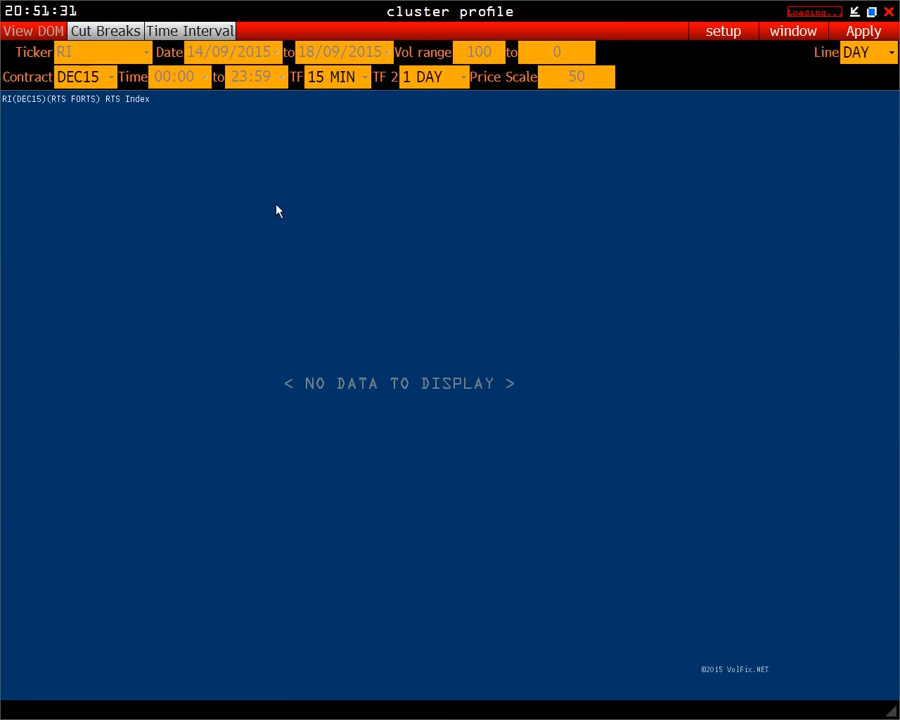 20:51:31 cluster profile Loading...
View DOM Cut Breaks Time Interval setup window Apply
Ticker RI Date 14/09/2015 to 18/09/2015 Vol range 100 to 0 Line DAY
Contract DEC15 Time 00:00 to 23:59 TF 15 MIN TF 2 1 DAY Price Scale 50
RI(DEC15)(RTS FORTS) RTS Index
< NO DATA TO DISPLAY >
©2015 VolFix.NET